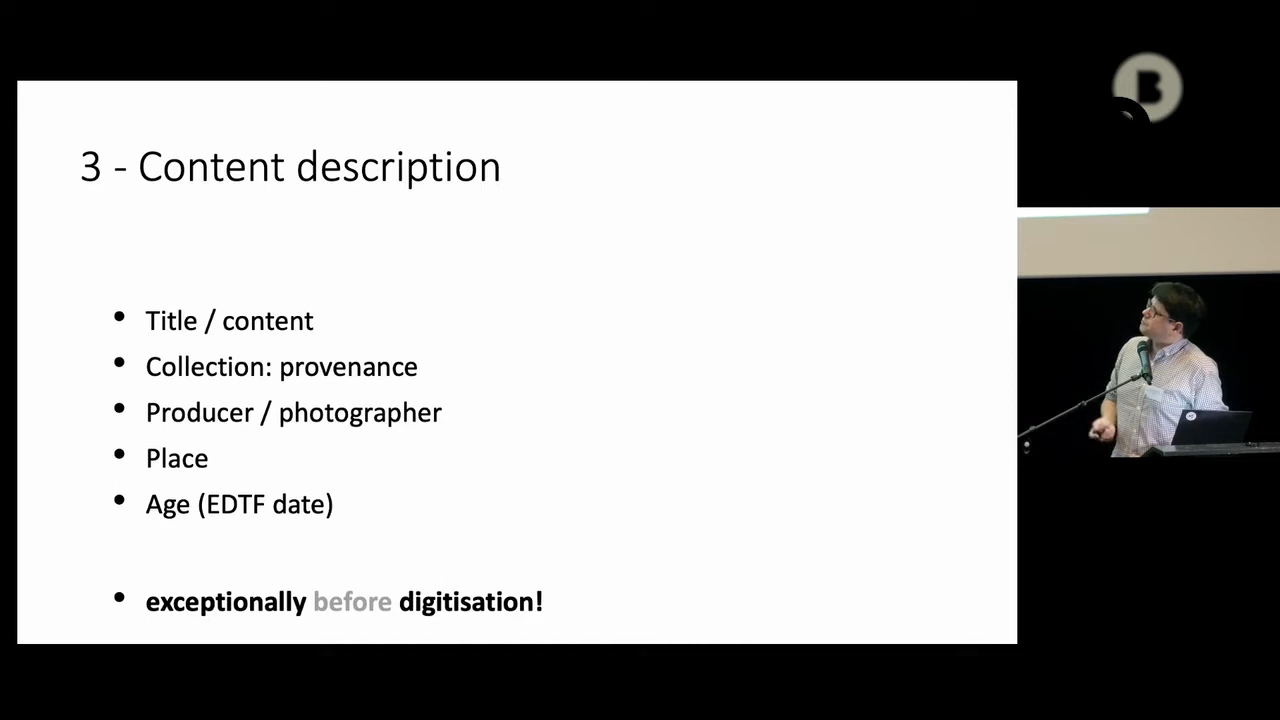 3 - Content description
• Title / content
• Collection: provenance
• Producer / photographer
• Place
• Age (EDTF date)
• exceptionally before digitisation!
B